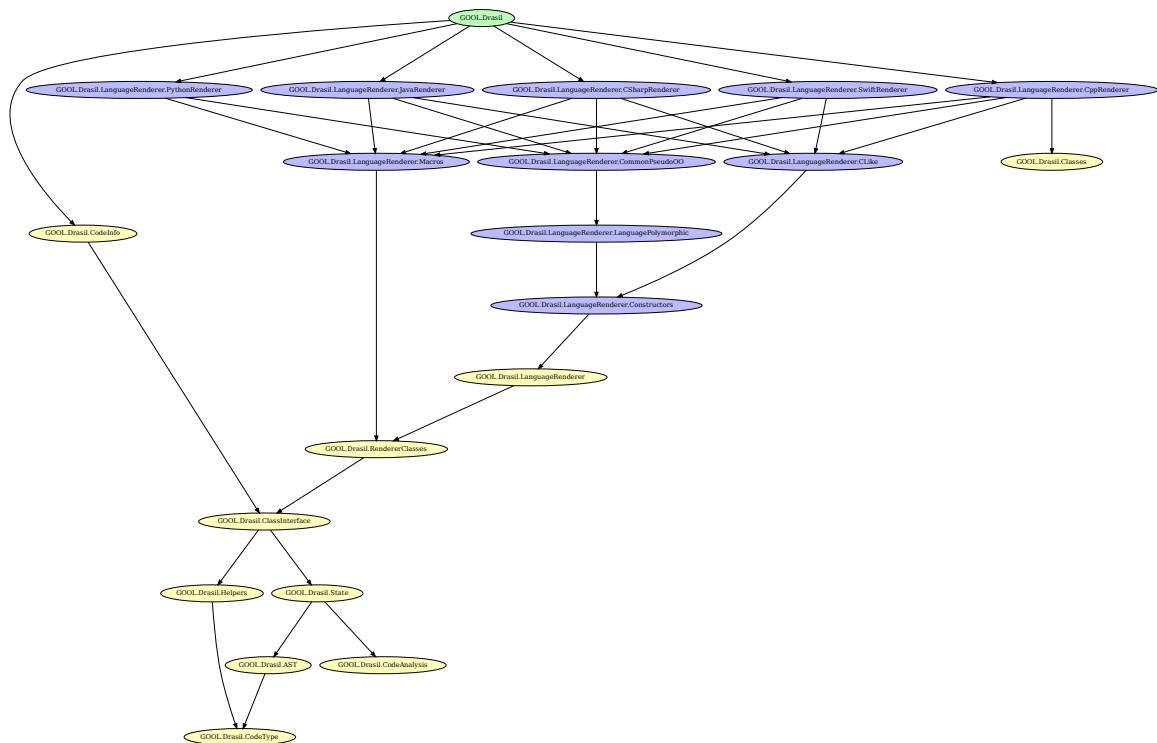 GOOL.Drasil
GOOL.Drasil.LanguageRenderer.PythonRenderer
GOOL.Drasil.LanguageRenderer.JavaRenderer
GOOL.Drasil.LanguageRenderer.CSharpRenderer
GOOL.Drasil.LanguageRenderer.SwiftRenderer
GOOL.Drasil.LanguageRenderer.CppRenderer
GOOL.Drasil.LanguageRenderer.Macros
GOOL.Drasil.LanguageRenderer.CommonPseudoOO
GOOL.Drasil.LanguageRenderer.CLike
GOOL.Drasil.Classes
GOOL.Drasil.CodeInfo
GOOL.Drasil.LanguageRenderer.LanguagePolymorphic
GOOL.Drasil.LanguageRenderer.Constructors
GOOL.Drasil.LanguageRenderer
GOOL.Drasil.RendererClasses
GOOL.Drasil.ClassInterface
GOOL.Drasil.Helpers
GOOL.Drasil.State
GOOL.Drasil.AST
GOOL.Drasil.CodeAnalysis
GOOL.Drasil.CodeType